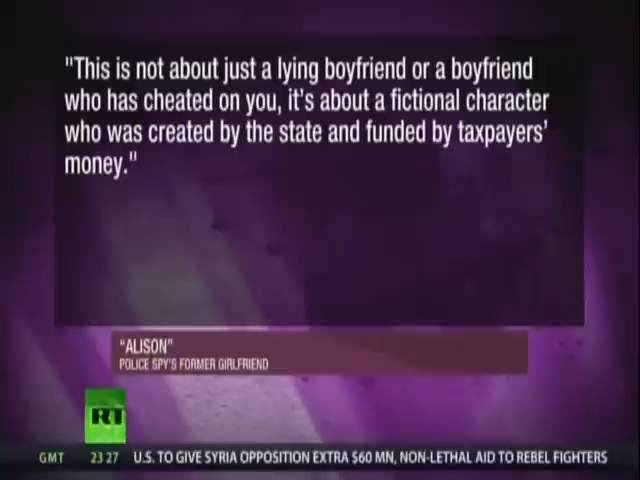 "This is not about just a lying boyfriend or a boyfriend
who has cheated on you, it's about a fictional character
who was created by the state and funded by taxpayers'
money."
"ALISON"
POLICE SPY'S FORMER GIRLFRIEND
RT
GMT 23 27 U.S. TO GIVE SYRIA OPPOSITION EXTRA $60 MN, NON-LETHAL AID TO REBEL FIGHTERS